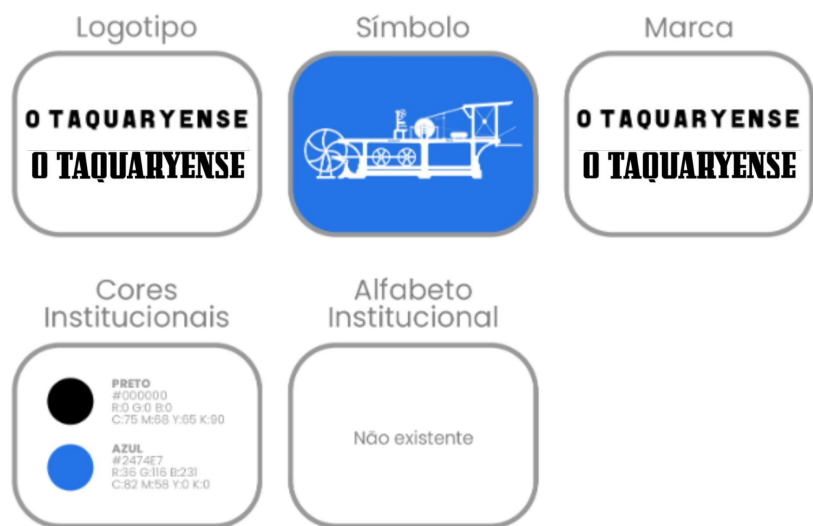 Logotipo
Símbolo
Marca
O TAQUARYENSE
O TAQUARYENSE
O TAQUARYENSE
O TAQUARYENSE
Cores
Institucionais
Alfabeto
Institucional
PRETO
#000000
R:0 G:0 B:0
C:75 M:68 Y:65 K:90
AZUL
#2474E7
R:36 G:116 B:231
C:82 M:58 Y:0 K:0
Não existente